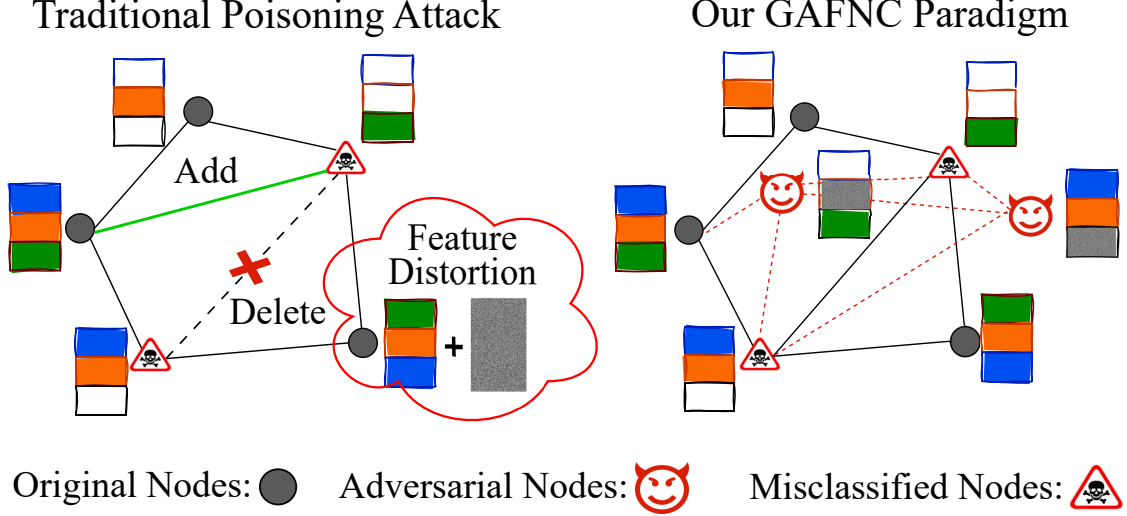 Traditional Poisoning Attack
Our GAFNC Paradigm
Add
Feature
Distortion
Delete
+
Original Nodes:
Adversarial Nodes:
Misclassified Nodes: